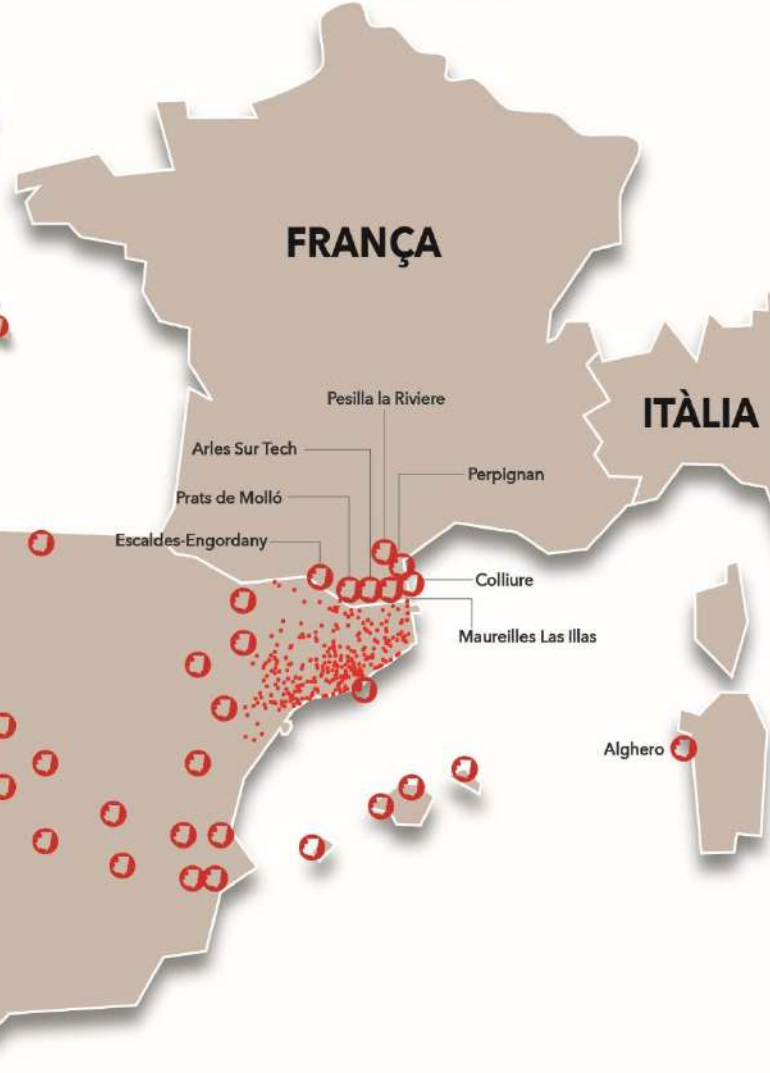 FRANÇA
ITÀLIA
Pesilla la Riviere
Arles Sur Tech
Perpignan
Prats de Molló
Escaldes-Engordany
Colliure
Maureilles Las Illas
Alghero